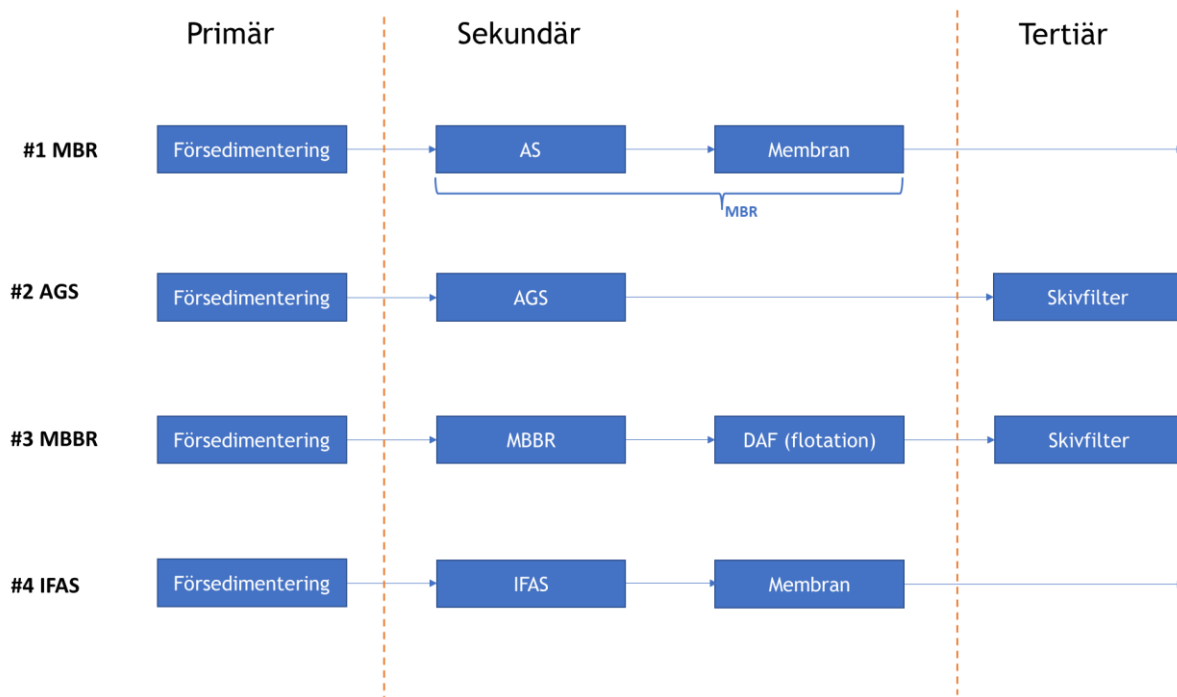 Primär
Sekundär
Tertiär
#1 MBR
Försedimentering
AS
Membran
MBR
#2 AGS
Försedimentering
AGS
Skivfilter
#3 MBBR
Försedimentering
MBBR
DAF (flotation)
Skivfilter
#4 IFAS
Försedimentering
IFAS
Membran